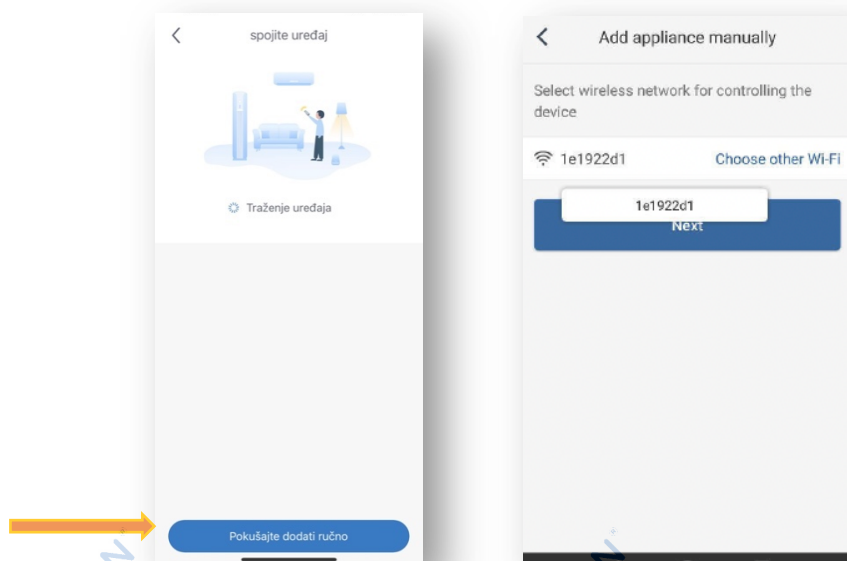 spojite uređaj
Traženje uređaja
Pokušajte dodati ručno
Add appliance manually
Select wireless network for controlling the
device
1e1922d1 Choose other Wi-Fi
1e1922d1
Next